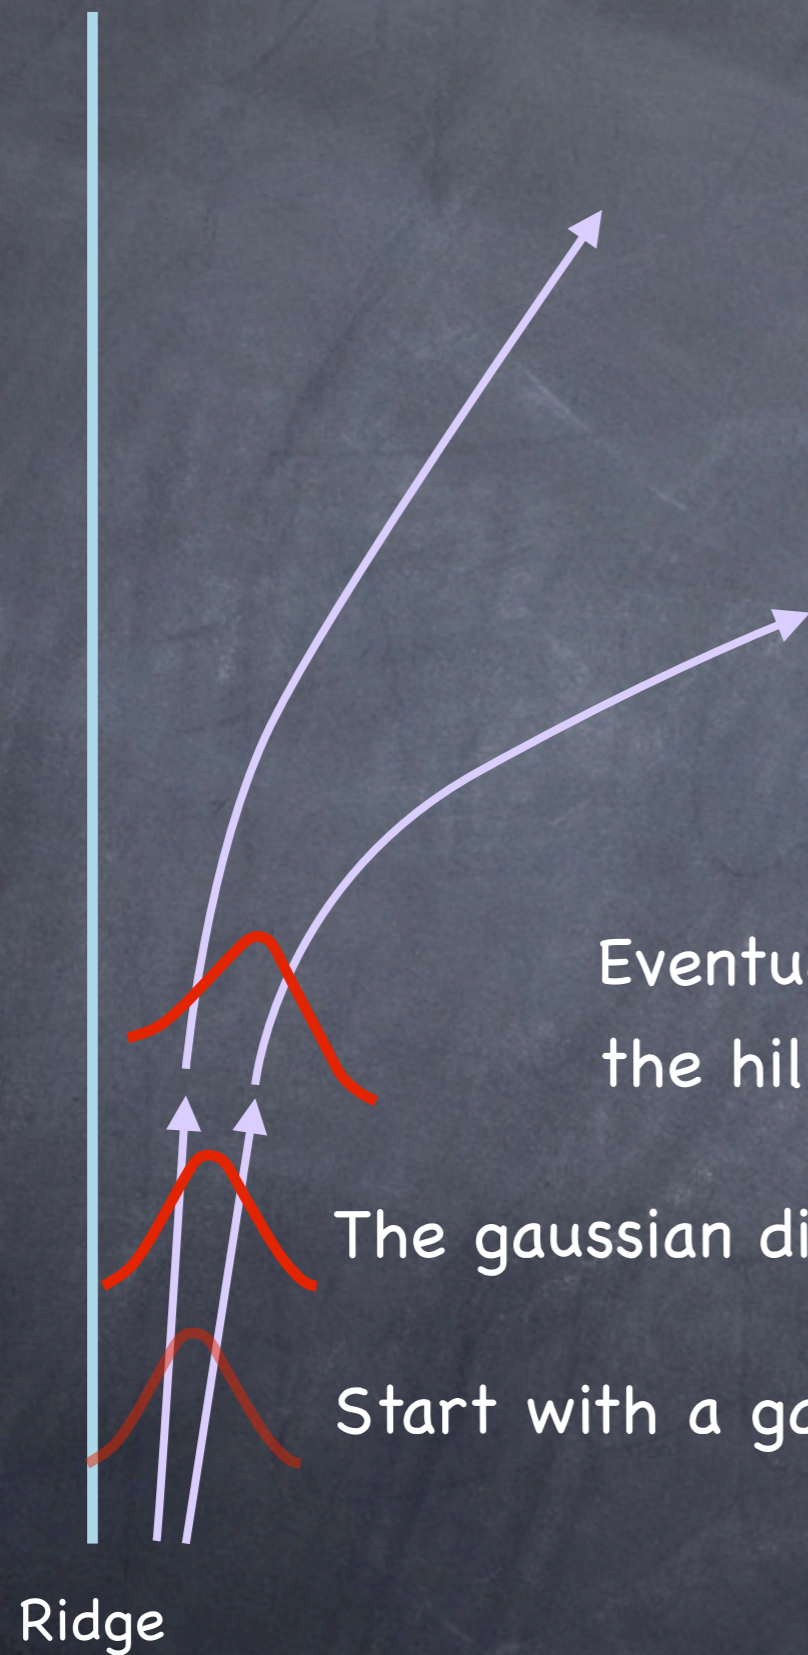 Eventu
the hil
The gaussian di
Start with a ga
Ridge